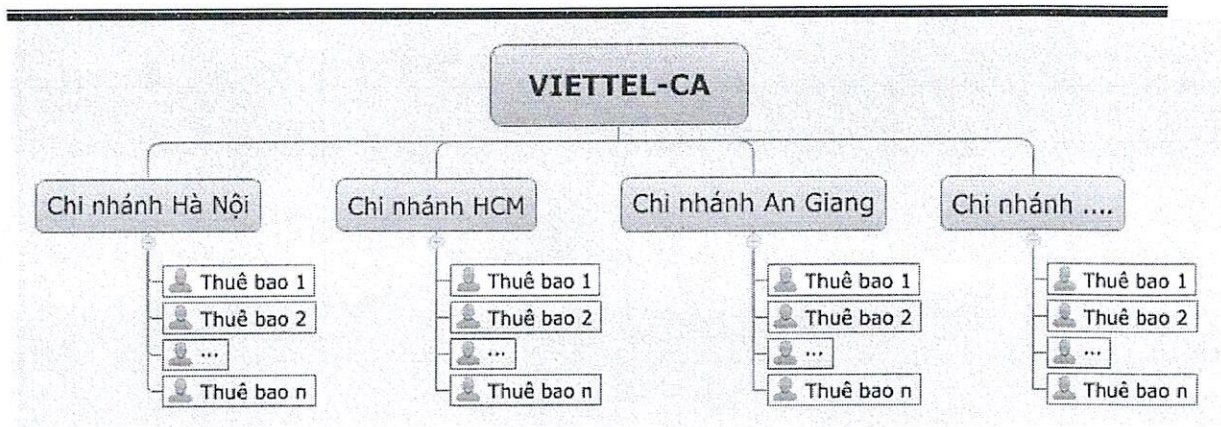 VIETTEL-CA
Chi nhánh Hà Nội
Thuê bao 1
Thuê bao 2
...
Thuê bao n
Chi nhánh HCM
Thuê bao 1
Thuê bao 2
...
Thuê bao n
Chi nhánh An Giang
Thuê bao 1
Thuê bao 2
...
Thuê bao n
Chi nhánh ....
Thuê bao 1
Thuê bao 2
...
Thuê bao n